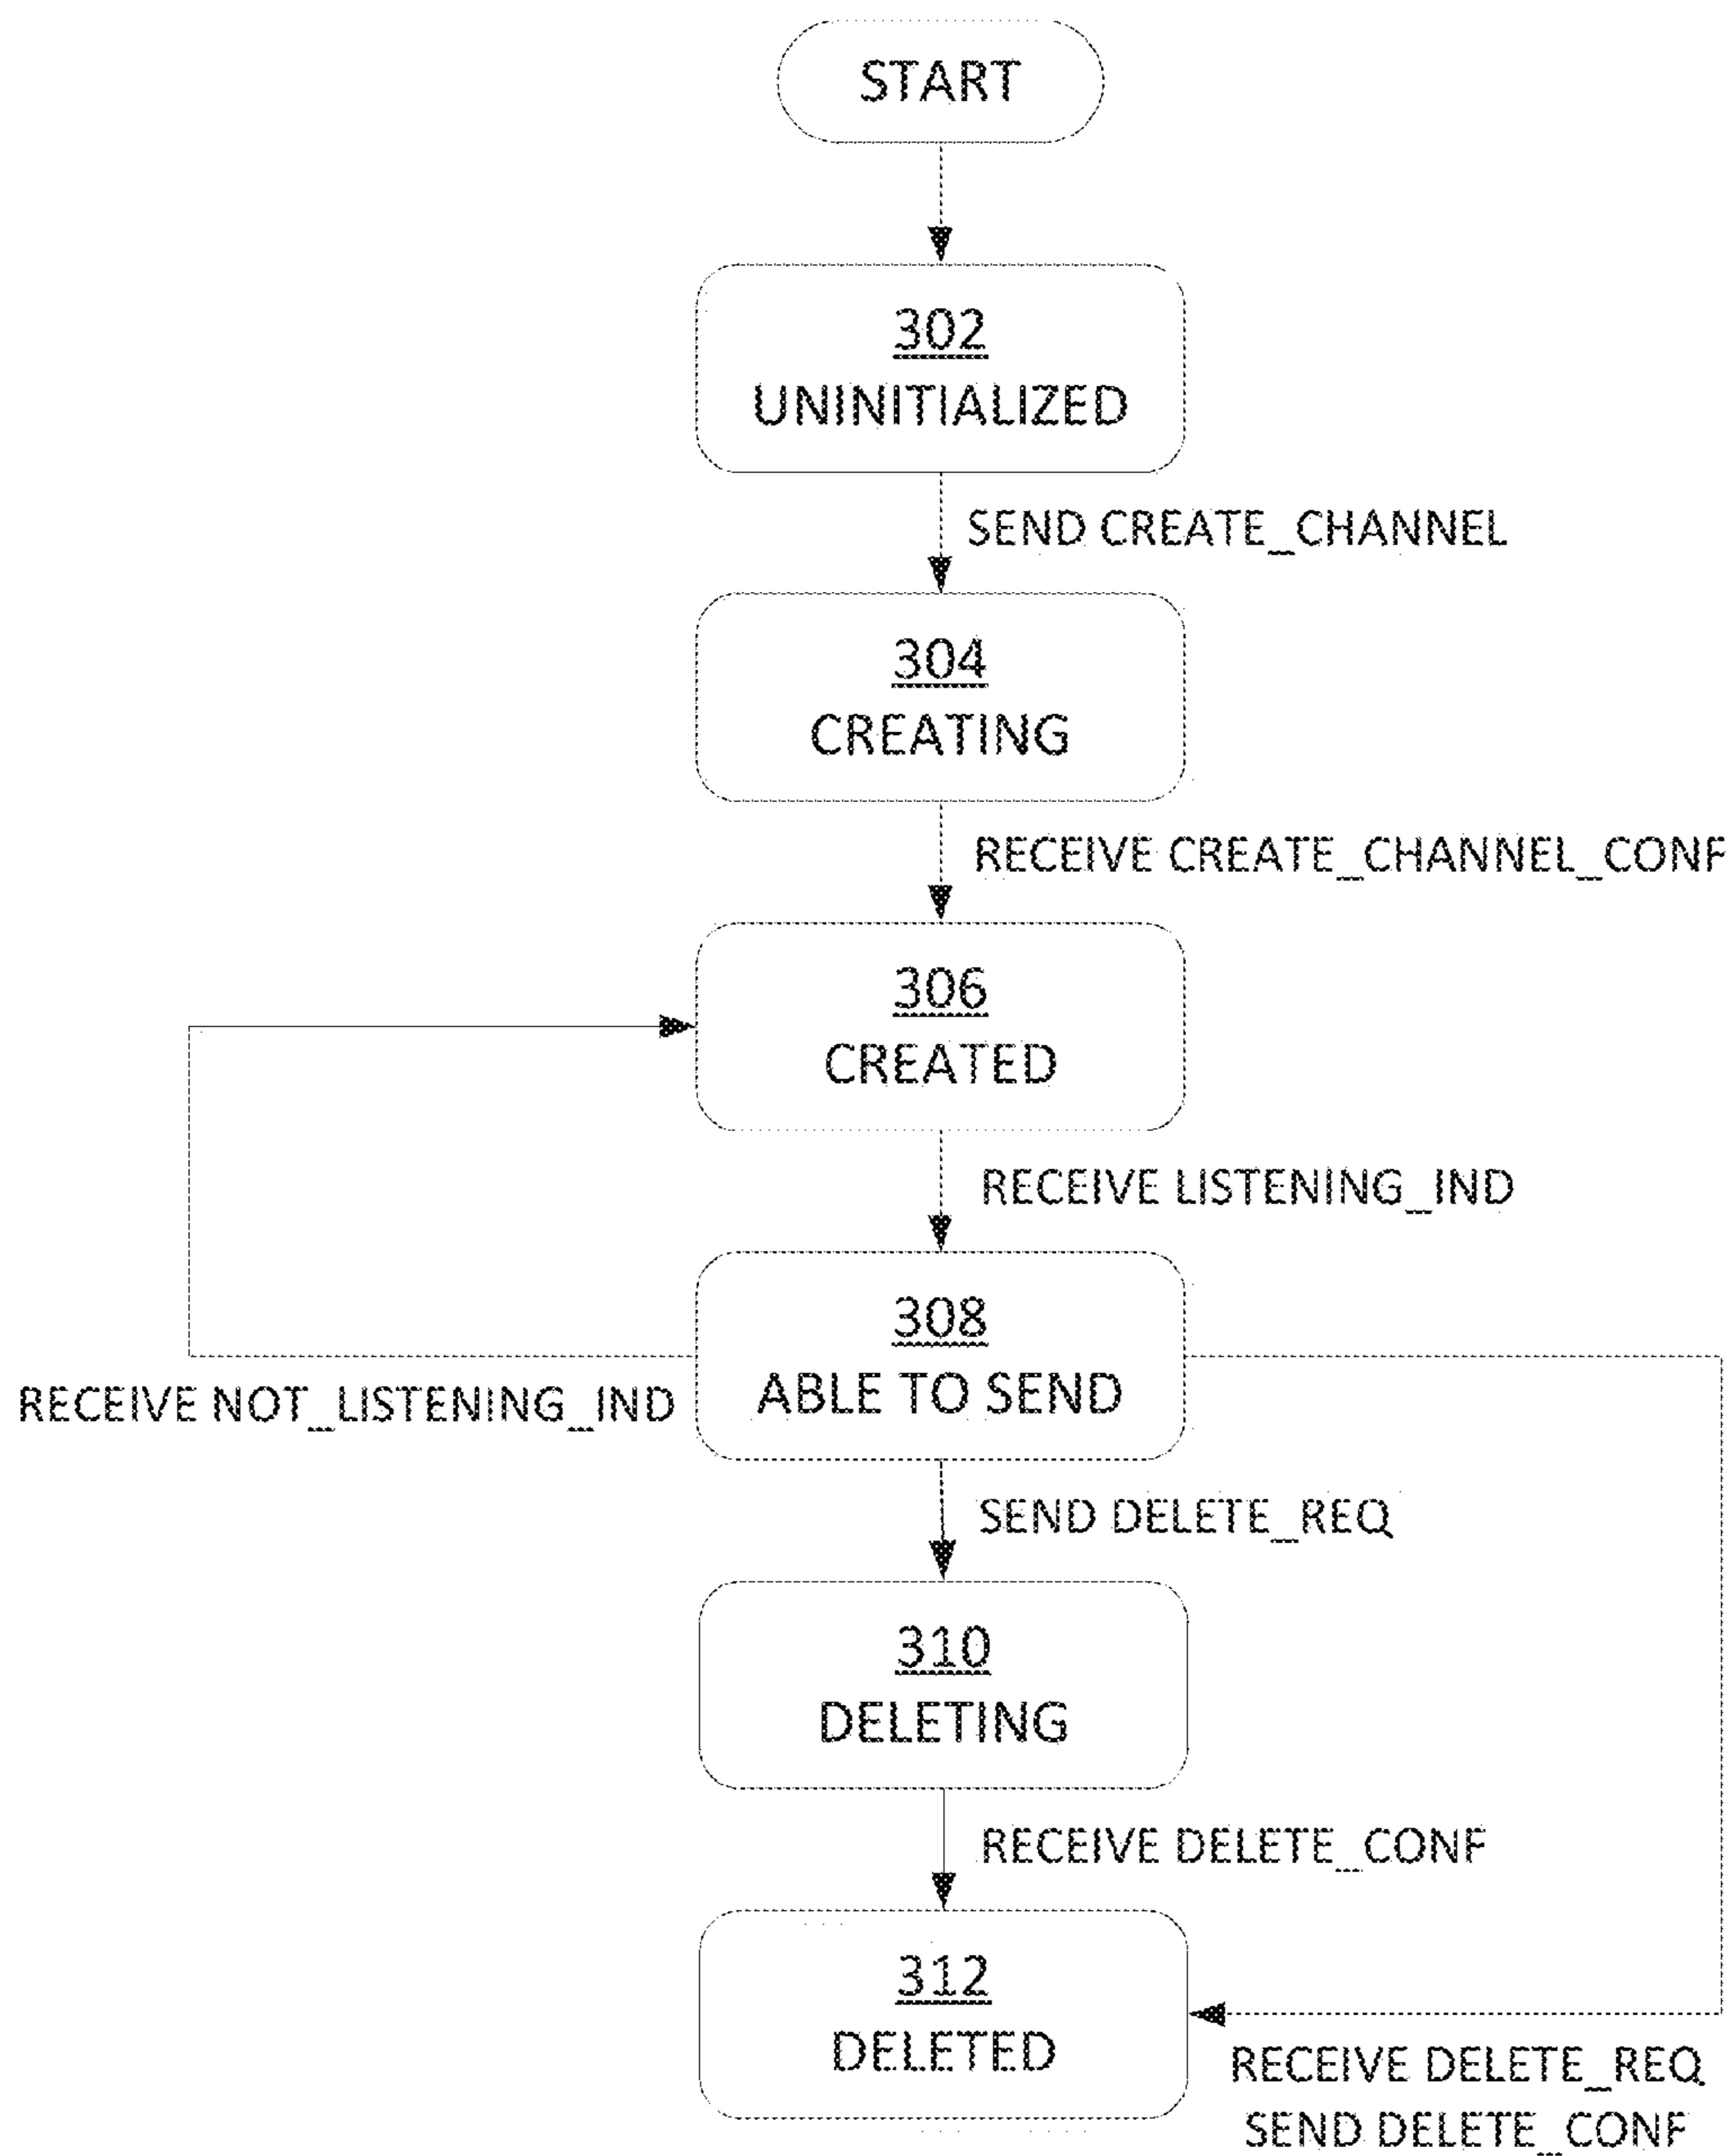 START
302
UNINITIALIZED
SEND CREATE_CHANNEL
304
CREATING
RECEIVE CREATE_CHANNEL_CONF
306
CREATED
RECEIVE LISTENING_IND
308
ABLE TO SEND
RECEIVE NOT_LISTENING_IND
SEND DELETE_REQ
310
DELETING
RECEIVE DELETE_CONF
312
DELETED
RECEIVE DELETE_REQ
SEND DELETE_CONF